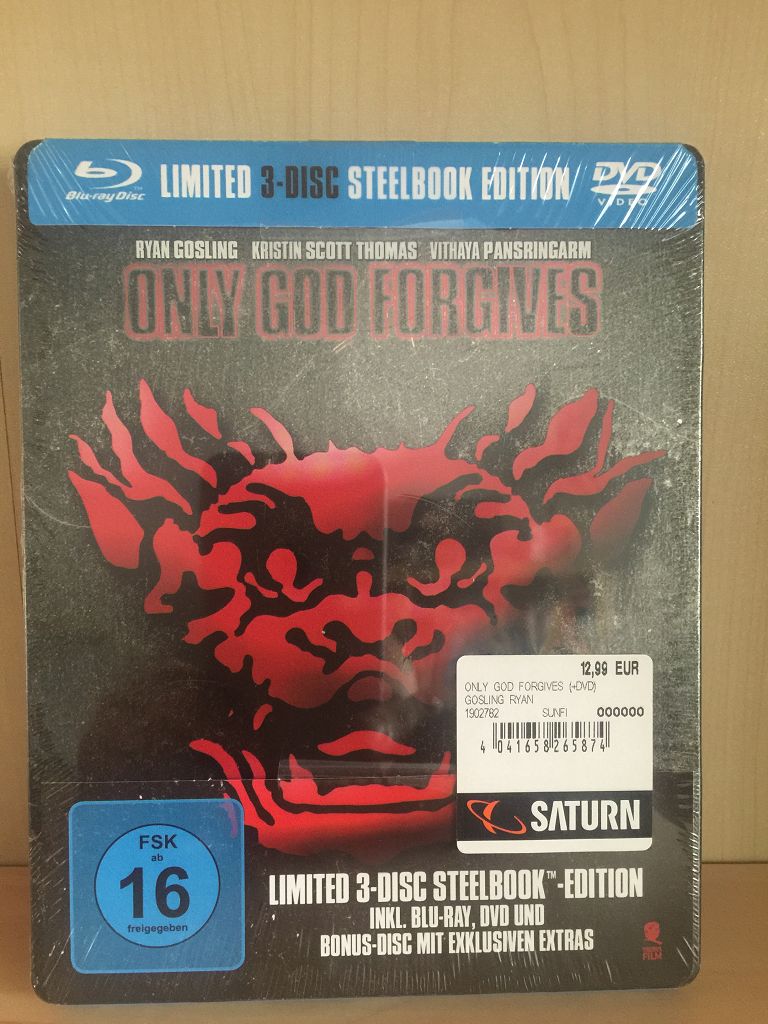 Blu-ray Disc™
LIMITED 3-DISC STEELBOOK EDITION
DVD
VIDEO
RYAN GOSLING KRISTIN SCOTT THOMAS VITHAYA PANSRINGARM
ONLY GOD FORGIVES
12,99 EUR
ONLY GOD FORGIVES (+DVD)
GOSLING RYAN
1902782 SUNFI 000000
4 041658 265874
SATURN
FSK
ab
16
freigegeben
LIMITED 3-DISC STEELBOOK™-EDITION
INKL. BLU-RAY, DVD UND
BONUS-DISC MIT EXKLUSIVEN EXTRAS
FILM